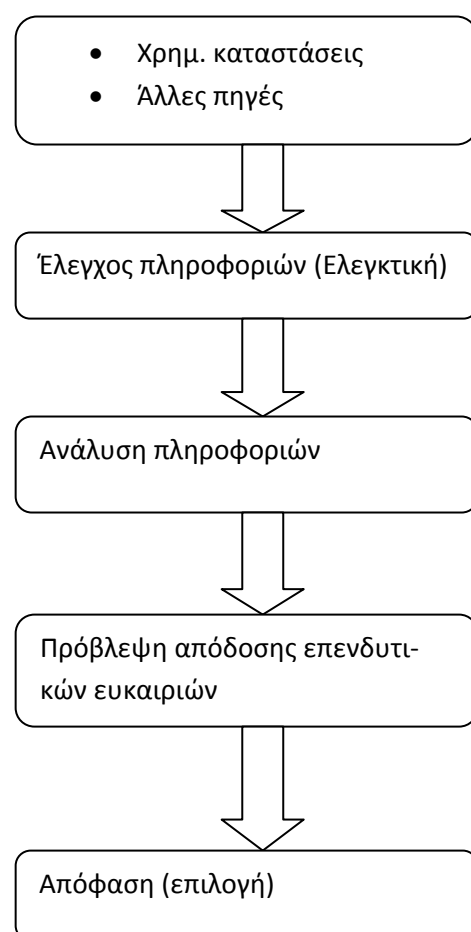 • Χρημ. καταστάσεις
• Άλλες πηγές
Έλεγχος πληροφοριών (Ελεγκτική)
Ανάλυση πληροφοριών
Πρόβλεψη απόδοσης επενδυτι-
κών ευκαιριών
Απόφαση (επιλογή)